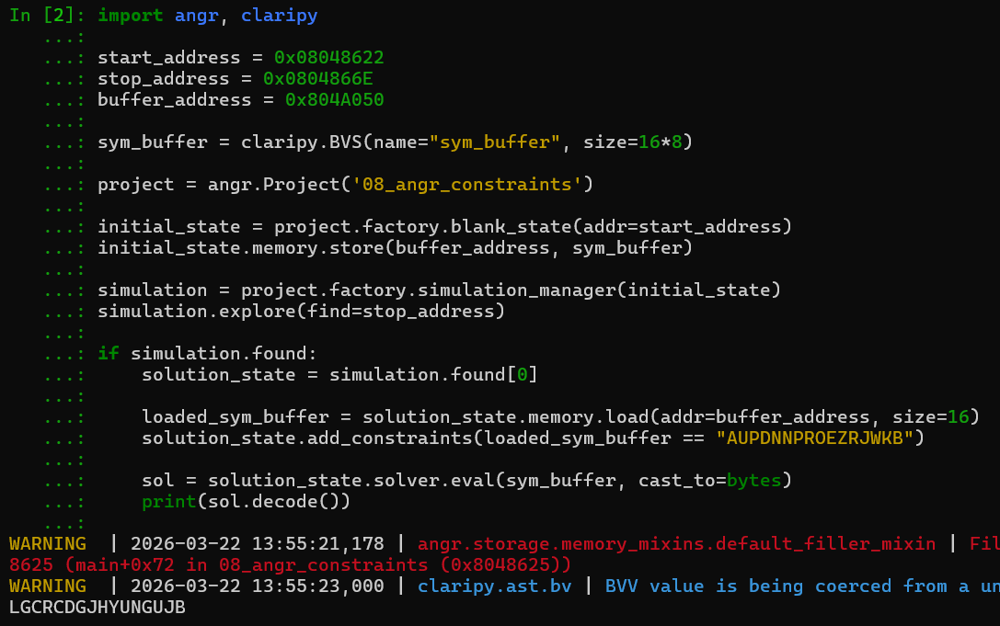 In [2]: import angr, claripy
   ...:
   ...: start_address = 0x08048622
   ...: stop_address = 0x0804866E
   ...: buffer_address = 0x804A050
   ...:
   ...: sym_buffer = claripy.BVS(name="sym_buffer", size=16*8)
   ...:
   ...: project = angr.Project('08_angr_constraints')
   ...:
   ...: initial_state = project.factory.blank_state(addr=start_address)
   ...: initial_state.memory.store(buffer_address, sym_buffer)
   ...:
   ...: simulation = project.factory.simulation_manager(initial_state)
   ...: simulation.explore(find=stop_address)
   ...:
   ...: if simulation.found:
   ...:     solution_state = simulation.found[0]
   ...:
   ...:     loaded_sym_buffer = solution_state.memory.load(addr=buffer_address, size=16)
   ...:     solution_state.add_constraints(loaded_sym_buffer == "AUPDNNPROEZRJWKB")
   ...:
   ...:     sol = solution_state.solver.eval(sym_buffer, cast_to=bytes)
   ...:     print(sol.decode())
   ...:
WARNING  | 2026-03-22 13:55:21,178 | angr.storage.memory_mixins.default_filler_mixin | Fil
8625 (main+0x72 in 08_angr_constraints (0x8048625))
WARNING  | 2026-03-22 13:55:23,000 | claripy.ast.bv | BVV value is being coerced from a un
LGCRCDGJHYUNGUJB